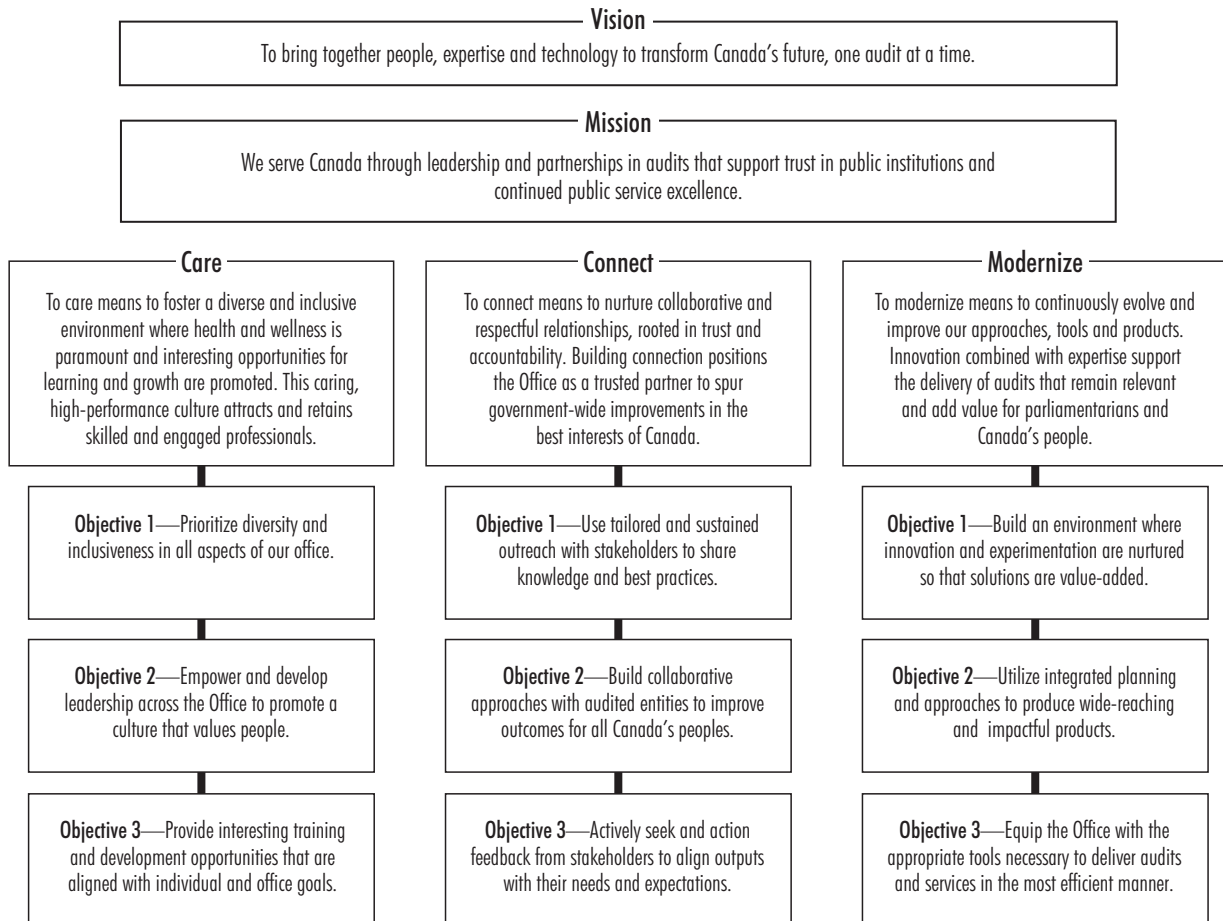 Vision
To bring together people, expertise and technology to transform Canada’s future, one audit at a time.
Mission
We serve Canada through leadership and partnerships in audits that support trust in public institutions and
continued public service excellence.
Care
To care means to foster a diverse and inclusive
environment where health and wellness is
paramount and interesting opportunities for
learning and growth are promoted. This caring,
high-performance culture attracts and retains
skilled and engaged professionals.
Objective 1—Prioritize diversity and
inclusiveness in all aspects of our office.
Objective 2—Empower and develop
leadership across the Office to promote a
culture that values people.
Objective 3—Provide interesting training
and development opportunities that are
aligned with individual and office goals.
Connect
To connect means to nurture collaborative and
respectful relationships, rooted in trust and
accountability. Building connection positions
the Office as a trusted partner to spur
government-wide improvements in the
best interests of Canada.
Objective 1—Use tailored and sustained
outreach with stakeholders to share
knowledge and best practices.
Objective 2—Build collaborative
approaches with audited entities to improve
outcomes for all Canada’s peoples.
Objective 3—Actively seek and action
feedback from stakeholders to align outputs
with their needs and expectations.
Modernize
To modernize means to continuously evolve and
improve our approaches, tools and products.
Innovation combined with expertise support
the delivery of audits that remain relevant
and add value for parliamentarians and
Canada’s people.
Objective 1—Build an environment where
innovation and experimentation are nurtured
so that solutions are value-added.
Objective 2—Utilize integrated planning
and approaches to produce wide-reaching
and impactful products.
Objective 3—Equip the Office with the
appropriate tools necessary to deliver audits
and services in the most efficient manner.